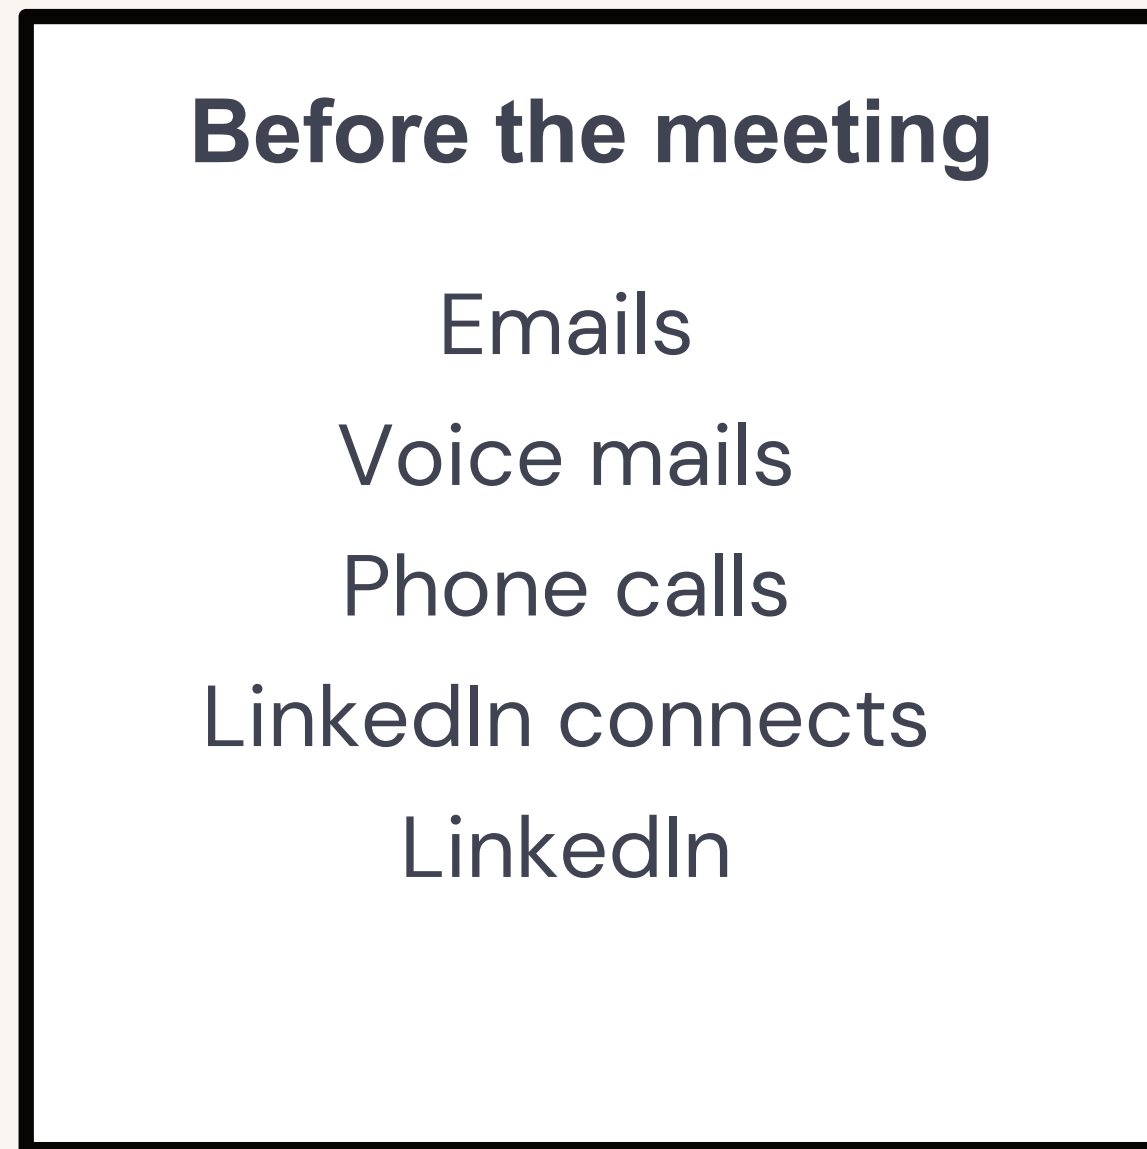 Before the meeting
Emails
Voice mails
Phone calls
LinkedIn connects
LinkedIn